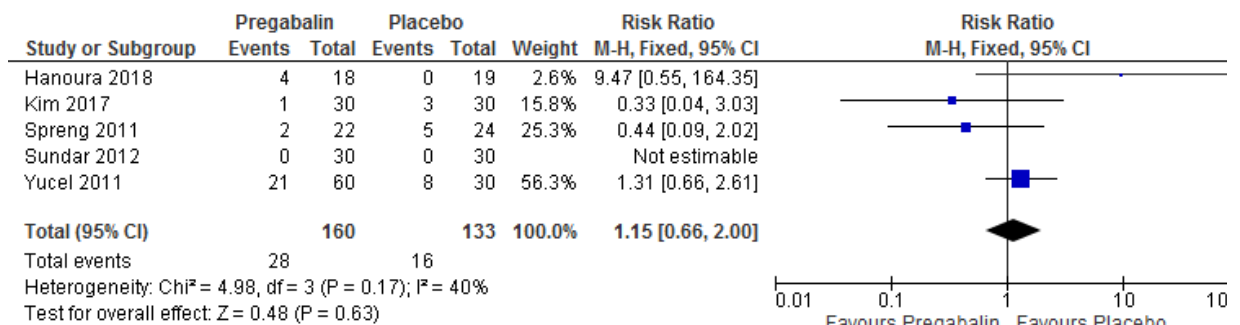 Pregabalin Placebo Risk Ratio Risk Ratio
Study or Subgroup Events Total Events Total Weight M-H, Fixed, 95% CI M-H, Fixed, 95% CI
Hanoura 2018 4 18 0 19 2.6% 9.47 [0.55, 164.35]
Kim 2017 1 30 3 30 15.8% 0.33 [0.04, 3.03]
Spreng 2011 2 22 5 24 25.3% 0.44 [0.09, 2.02]
Sundar 2012 0 30 0 30 Not estimable
Yucel 2011 21 60 8 30 56.3% 1.31 [0.66, 2.61]
Total (95% CI) 160 133 100.0% 1.15 [0.66, 2.00]
Total events 28 16
Heterogeneity: Chi² = 4.98, df = 3 (P = 0.17); I² = 40%
Test for overall effect: Z = 0.48 (P = 0.63)
0.01 0.1 1 10 10
Favours Pregabalin Favours Placebo